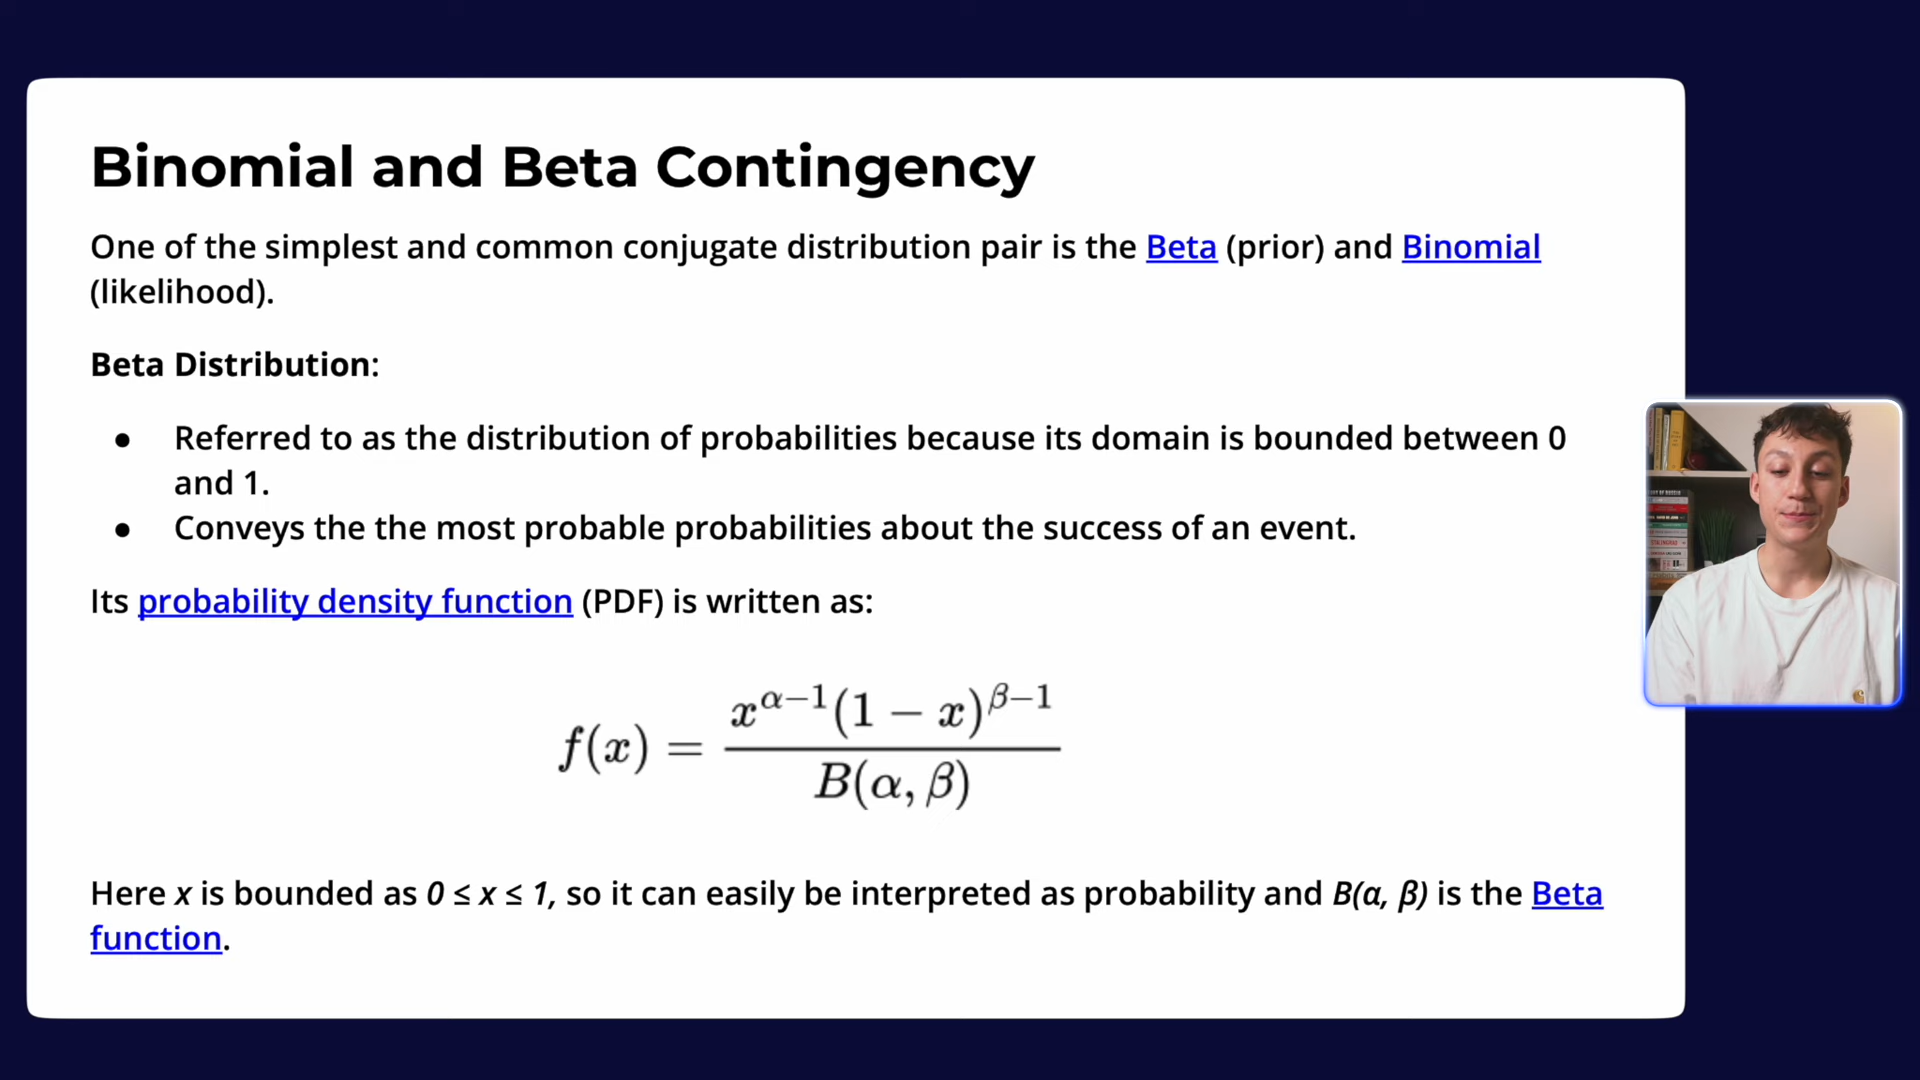 Binomial and Beta Contingency
One of the simplest and common conjugate distribution pair is the Beta (prior) and Binomial
(likelihood).
Beta Distribution:
● Referred to as the distribution of probabilities because its domain is bounded between 0
and 1.
● Conveys the the most probable probabilities about the success of an event.
Its probability density function (PDF) is written as:
f(x) = x^{α−1}(1 − x)^{β−1} / B(α, β)
Here x is bounded as 0 ≤ x ≤ 1, so it can easily be interpreted as probability and B(α, β) is the Beta
function.
STALINGRAD